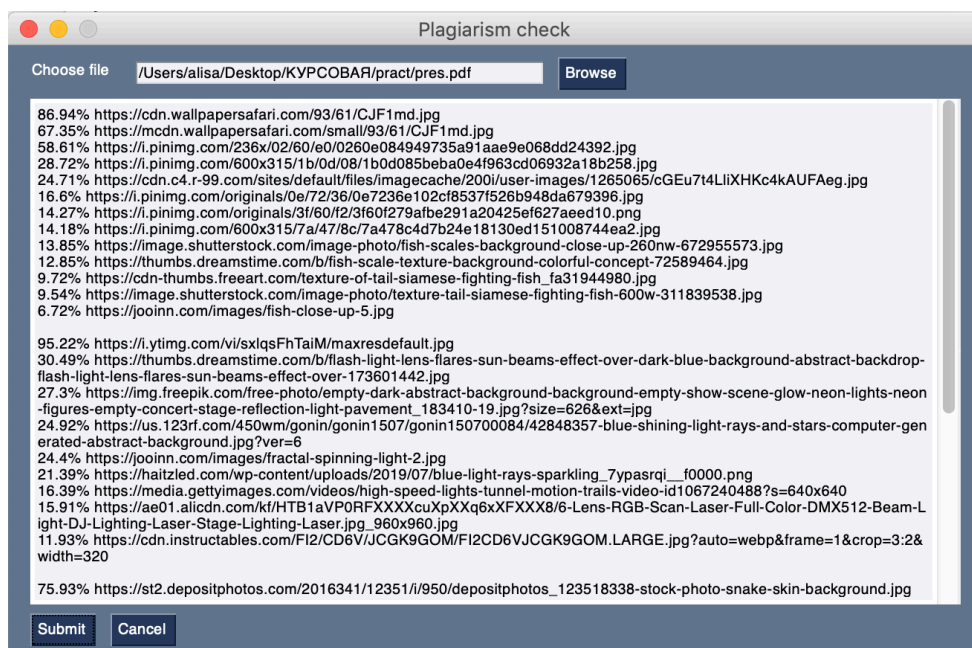 Plagiarism check
Choose file /Users/alisa/Desktop/КУРСОВАЯ/pract/pres.pdf Browse
86.94% https://cdn.wallpapersafari.com/93/61/CJF1md.jpg
67.35% https://mcdn.wallpapersafari.com/small/93/61/CJF1md.jpg
58.61% https://i.pinimg.com/236x/02/60/e0/0260e084949735a91aae9e068dd24392.jpg
28.72% https://i.pinimg.com/600x315/1b/0d/08/1b0d085beba0e4f963cd06932a18b258.jpg
24.71% https://cdn.c4.r-99.com/sites/default/files/imagecache/200i/user-images/1265065/cGEu7t4LliXHKc4kAUFAeg.jpg
16.6% https://i.pinimg.com/originals/0e/72/36/0e7236e102cf8537f526b948da679396.jpg
14.27% https://i.pinimg.com/originals/3f/60/f2/3f60f279afbe291a20425ef627aeed10.png
14.18% https://i.pinimg.com/600x315/7a/47/8c/7a478c4d7b24e18130ed151008744ea2.jpg
13.85% https://image.shutterstock.com/image-photo/fish-scales-background-close-up-260nw-672955573.jpg
12.85% https://thumbs.dreamstime.com/b/fish-scale-texture-background-colorful-concept-72589464.jpg
9.72% https://cdn-thumbs.freeart.com/texture-of-tail-siamese-fighting-fish_fa31944980.jpg
9.54% https://image.shutterstock.com/image-photo/texture-tail-siamese-fighting-fish-600w-311839538.jpg
6.72% https://jooinn.com/images/fish-close-up-5.jpg
95.22% https://i.ytimg.com/vi/sxlqsFhTaiM/maxresdefault.jpg
30.49% https://thumbs.dreamstime.com/b/flash-light-lens-flares-sun-beams-effect-over-dark-blue-background-abstract-backdrop-
flash-light-lens-flares-sun-beams-effect-over-173601442.jpg
27.3% https://img.freepik.com/free-photo/empty-dark-abstract-background-background-empty-show-scene-glow-neon-lights-neon
-figures-empty-concert-stage-reflection-light-pavement_183410-19.jpg?size=626&ext=jpg
24.92% https://us.123rf.com/450wm/gonin/gonin1507/gonin150700084/42848357-blue-shining-light-rays-and-stars-computer-gen
erated-abstract-background.jpg?ver=6
24.4% https://jooinn.com/images/fractal-spinning-light-2.jpg
21.39% https://haitzled.com/wp-content/uploads/2019/07/blue-light-rays-sparkling_7ypasrqi__f0000.png
16.39% https://media.gettyimages.com/videos/high-speed-lights-tunnel-motion-trails-video-id1067240488?s=640x640
15.91% https://ae01.alicdn.com/kf/HTB1aVP0RFXXXXcuXpXXq6xXFXXX8/6-Lens-RGB-Scan-Laser-Full-Color-DMX512-Beam-L
ight-DJ-Lighting-Laser-Stage-Lighting-Laser.jpg_960x960.jpg
11.93% https://cdn.instructables.com/FI2/CD6V/JCGK9GOM/FI2CD6VJCGK9GOM.LARGE.jpg?auto=webp&frame=1&crop=3:2&
width=320
75.93% https://st2.depositphotos.com/2016341/12351/i/950/depositphotos_123518338-stock-photo-snake-skin-background.jpg
Submit Cancel